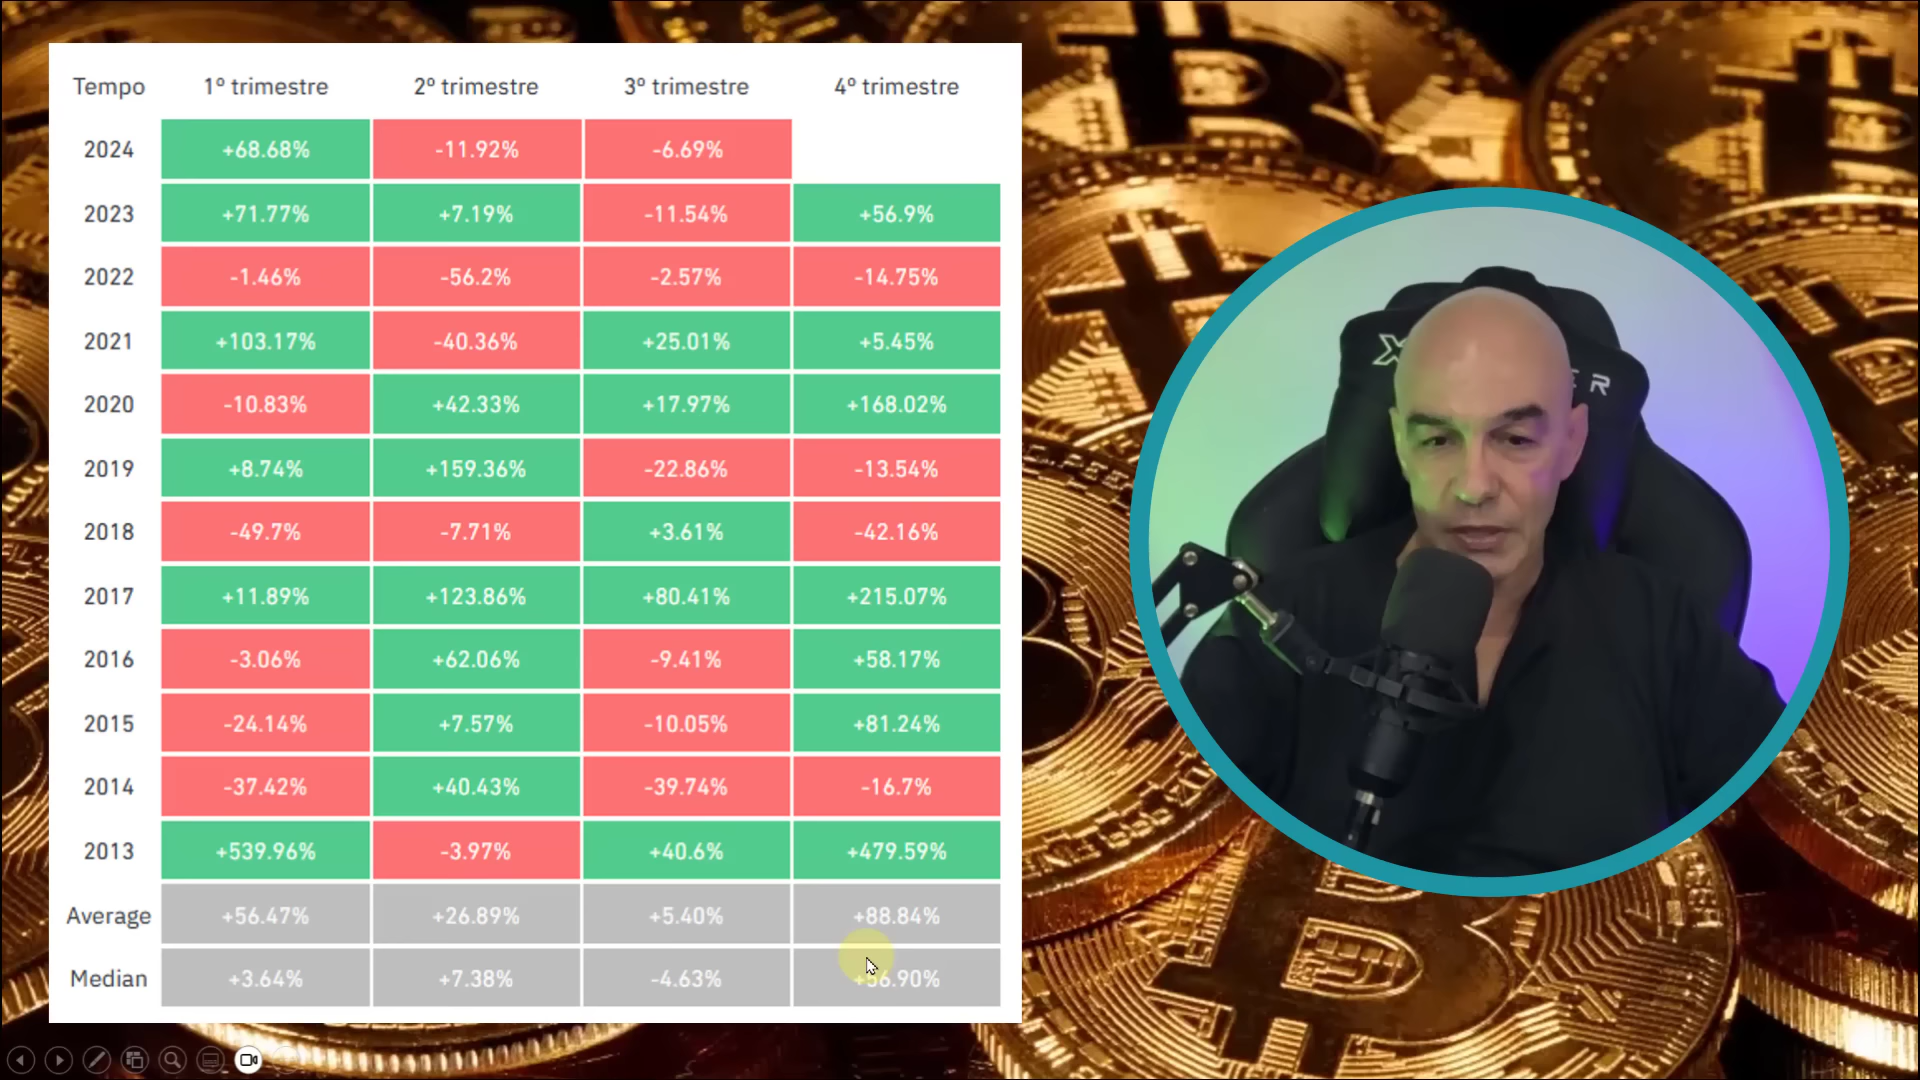 Tempo 1º trimestre 2º trimestre 3º trimestre 4º trimestre
2024 +68.68% -11.92% -6.69%
2023 +71.77% +7.19% -11.54% +56.9%
2022 -1.46% -56.2% -2.57% -14.75%
2021 +103.17% -40.36% +25.01% +5.45%
2020 -10.83% +42.33% +17.97% +168.02%
2019 +8.74% +159.36% -22.86% -13.54%
2018 -49.7% -7.71% +3.61% -42.16%
2017 +11.89% +123.86% +80.41% +215.07%
2016 -3.06% +62.06% -9.41% +58.17%
2015 -24.14% +7.57% -10.05% +81.24%
2014 -37.42% +40.43% -39.74% -16.7%
2013 +539.96% -3.97% +40.6% +479.59%
Average +56.47% +26.89% +5.40% +88.84%
Median +3.64% +7.38% -4.63% +56.90%